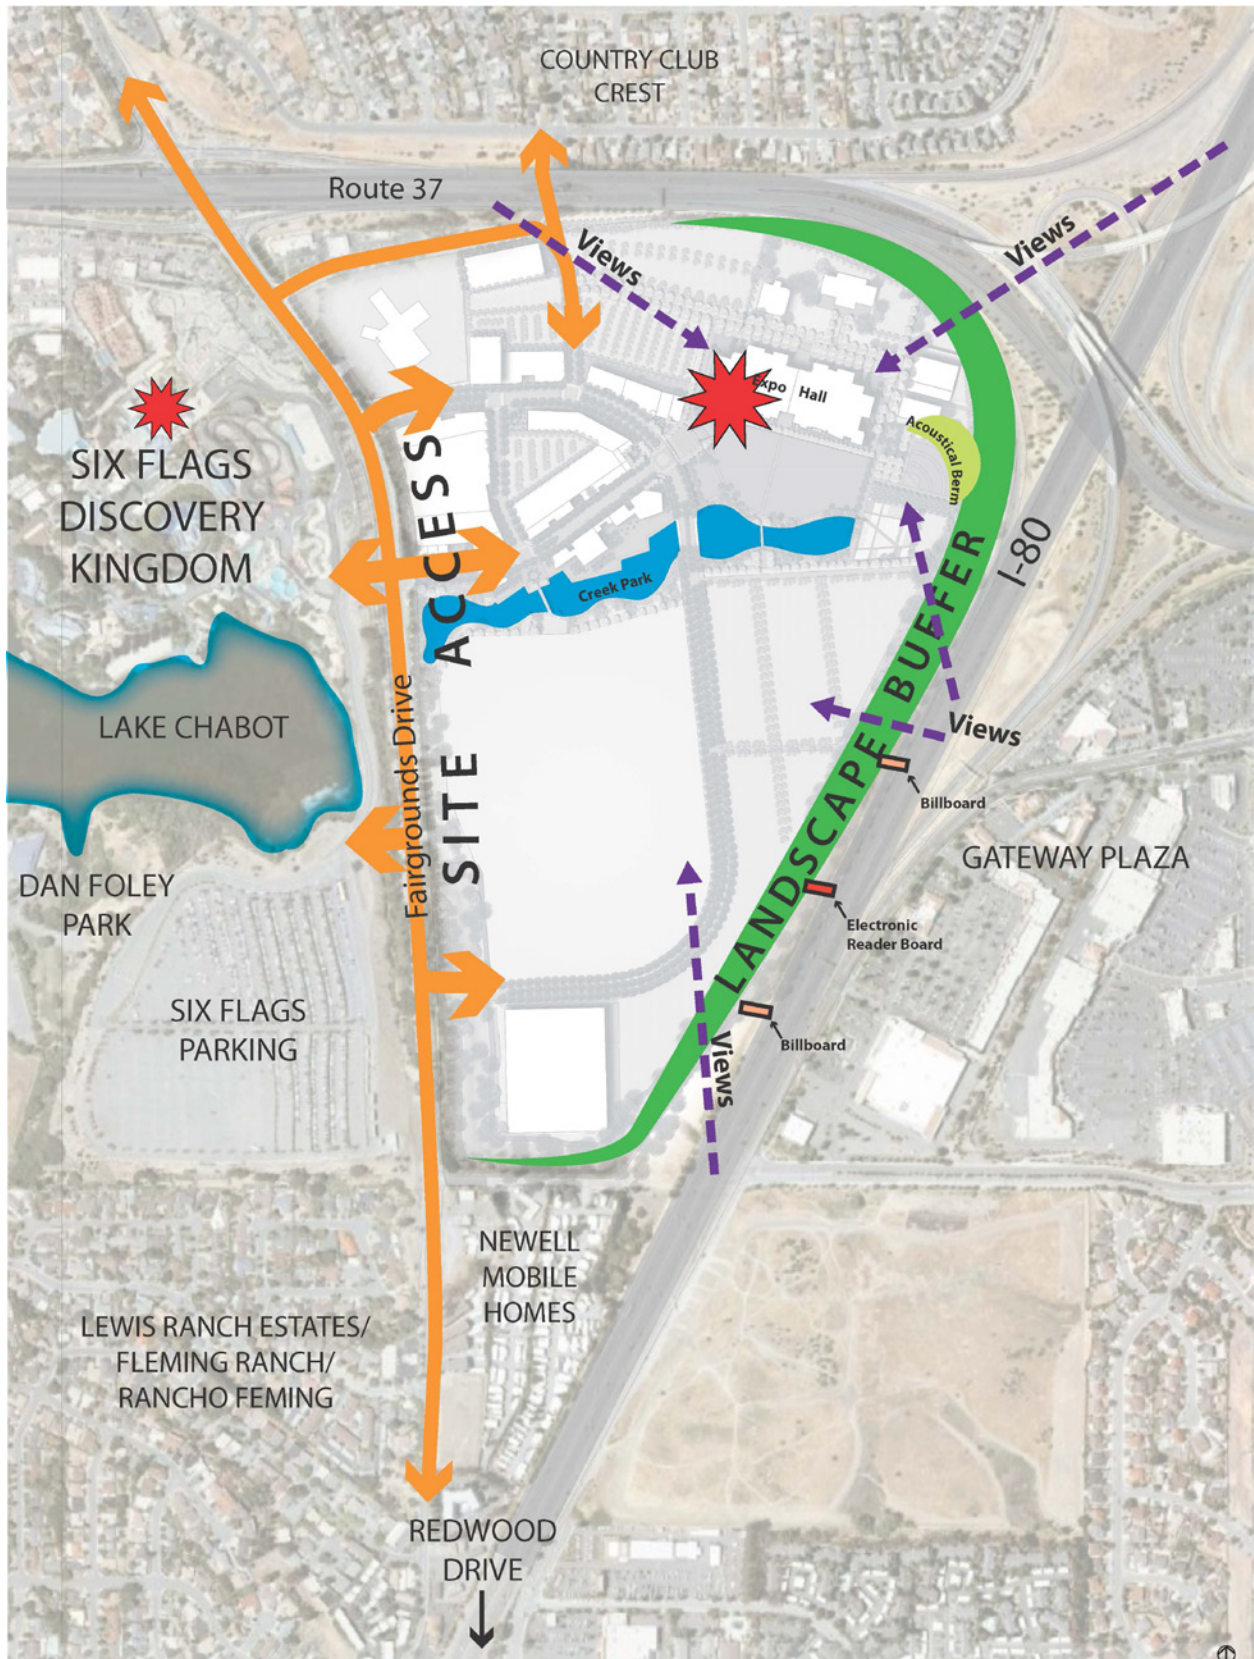 COUNTRY CLUB
CREST
Route 37
Views
Views
Expo Hall
Acoustical Berm
SIX FLAGS
DISCOVERY
KINGDOM
SITE ACCESS
I-80
Creek Park
LANDSCAPE BUFFER
LAKE CHABOT
Fairgrounds Drive
Views
Billboard
GATEWAY PLAZA
DAN FOLEY
PARK
Electronic
Reader Board
SIX FLAGS
PARKING
Billboard
Views
NEWELL
MOBILE
HOMES
LEWIS RANCH ESTATES/
FLEMING RANCH/
RANCHO FEMING
REDWOOD
DRIVE